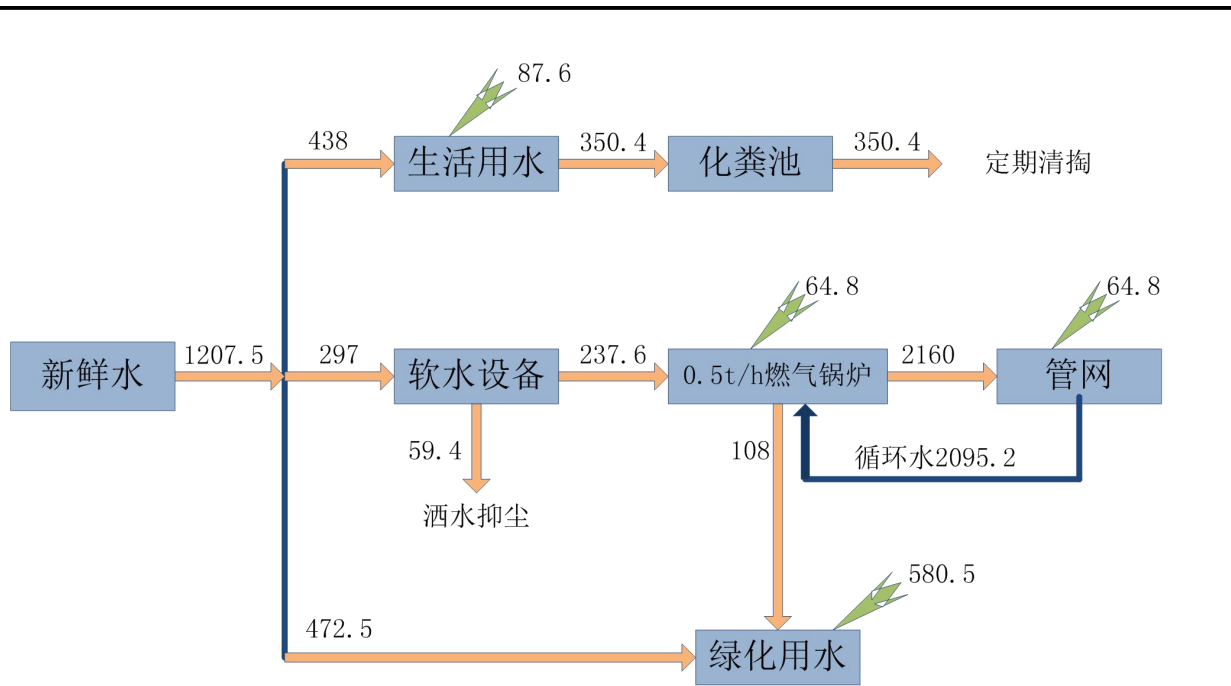 87.6
438
生活用水
350.4
化粪池
350.4
定期清掏
64.8
64.8
新鲜水
1207.5
297
软水设备
237.6
0.5t/h燃气锅炉
2160
管网
59.4
108
循环水2095.2
洒水抑尘
580.5
472.5
绿化用水